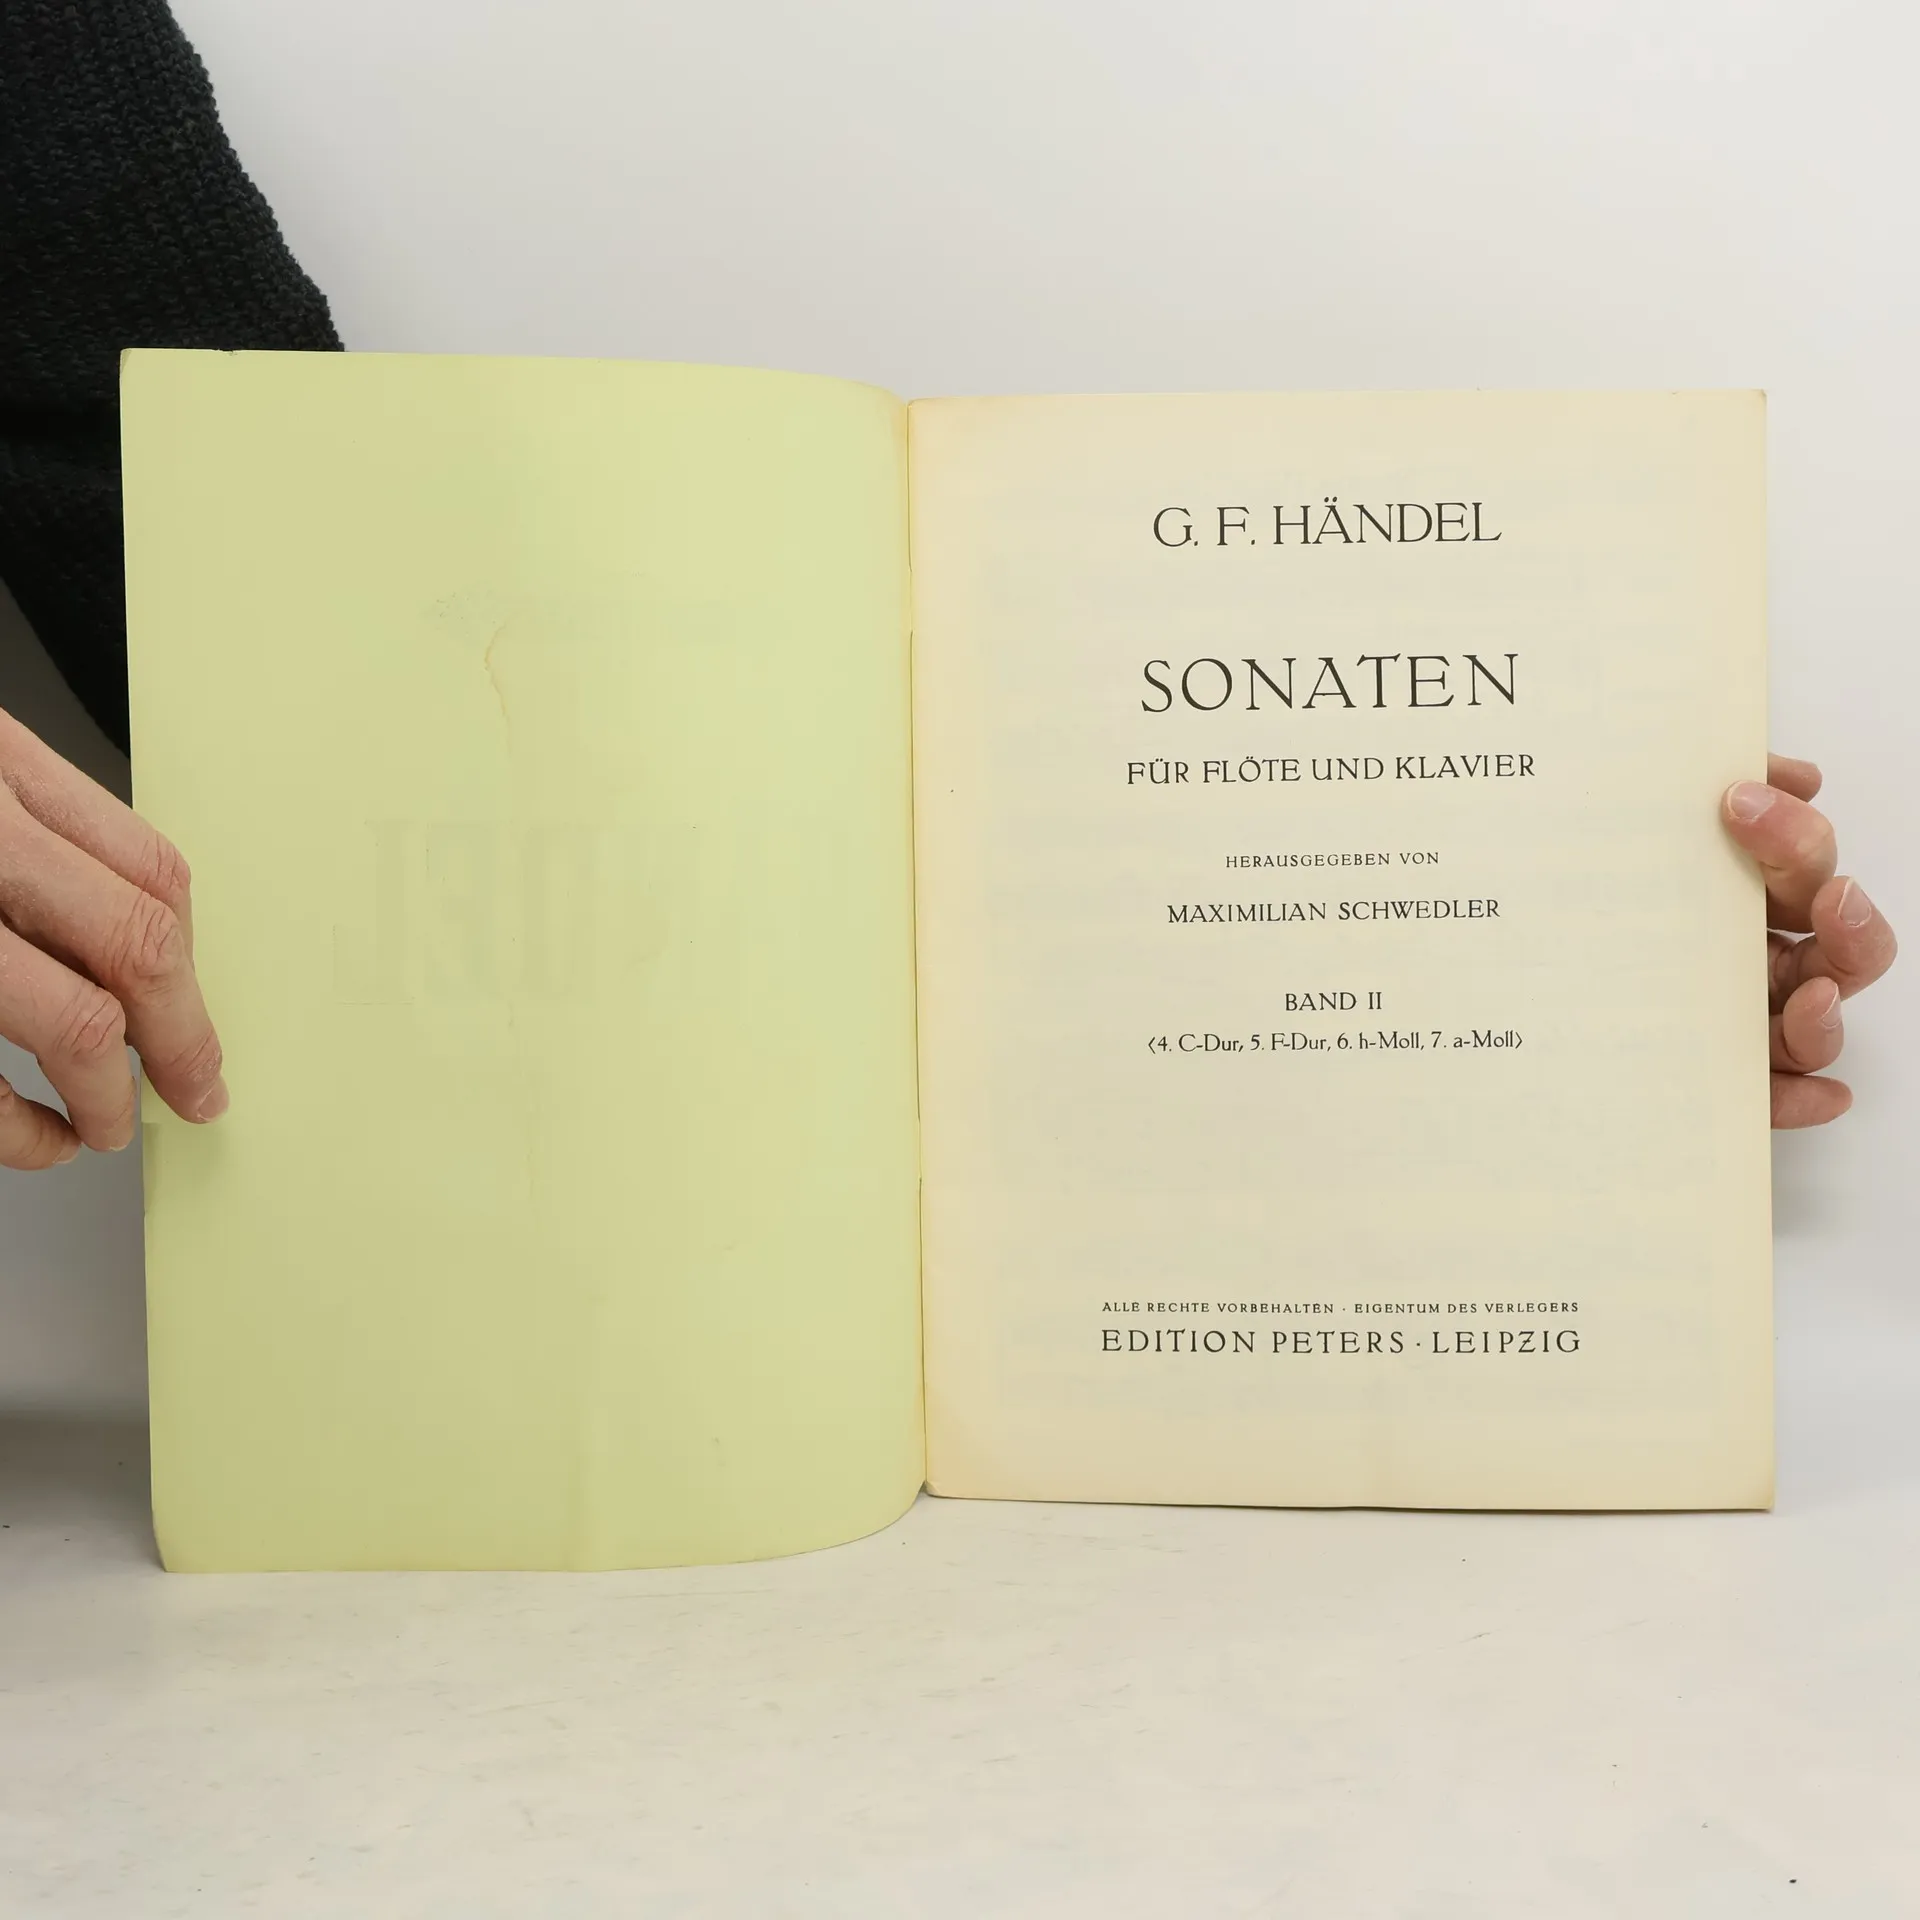 G. F. HÄNDEL
SONATEN
FÜR FLÖTE UND KLAVIER
HERAUSGEGEBEN VON
MAXIMILIAN SCHWEDLER
BAND II
⟨4. C-Dur, 5. F-Dur, 6. h-Moll, 7. a-Moll⟩
ALLE RECHTE VORBEHALTEN · EIGENTUM DES VERLEGERS
EDITION PETERS · LEIPZIG